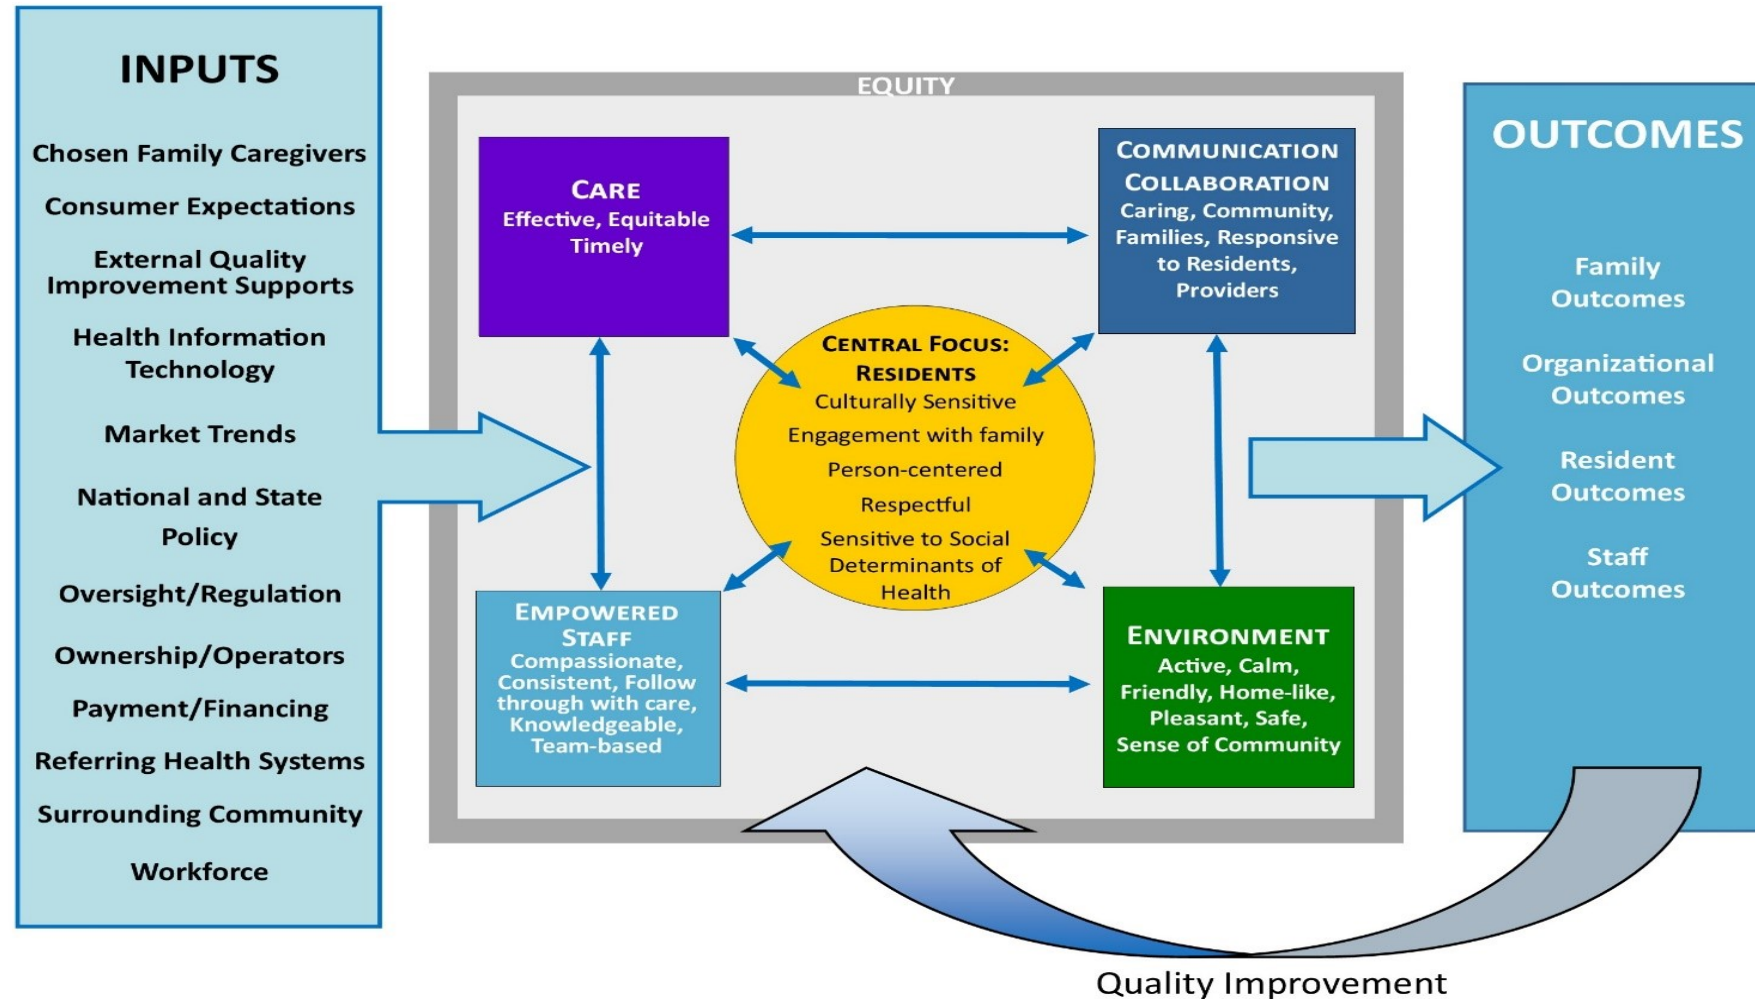 INPUTS
Chosen Family Caregivers
Consumer Expectations
External Quality
Improvement Supports
Health Information
Technology
Market Trends
National and State
Policy
Oversight/Regulation
Ownership/Operators
Payment/Financing
Referring Health Systems
Surrounding Community
Workforce
EQUITY
CARE
Effective, Equitable
Timely
COMMUNICATION
COLLABORATION
Caring, Community,
Families, Responsive
to Residents,
Providers
CENTRAL FOCUS:
RESIDENTS
Culturally Sensitive
Engagement with family
Person-centered
Respectful
Sensitive to Social
Determinants of
Health
EMPOWERED
STAFF
Compassionate,
Consistent, Follow
through with care,
Knowledgeable,
Team-based
ENVIRONMENT
Active, Calm,
Friendly, Home-like,
Pleasant, Safe,
Sense of Community
OUTCOMES
Family
Outcomes
Organizational
Outcomes
Resident
Outcomes
Staff
Outcomes
Quality Improvement